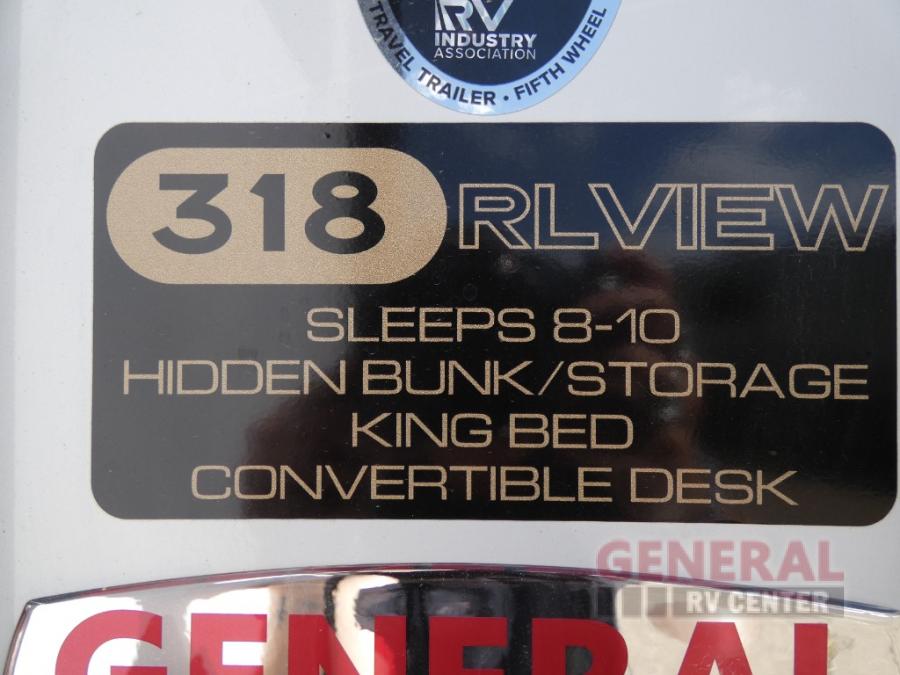 RV
INDUSTRY
ASSOCIATION
TRAVEL TRAILER • FIFTH WHEEL
318 RLVIEW
SLEEPS 8-10
HIDDEN BUNK/STORAGE
KING BED
CONVERTIBLE DESK
GENERAL
RV CENTER
GENERAL